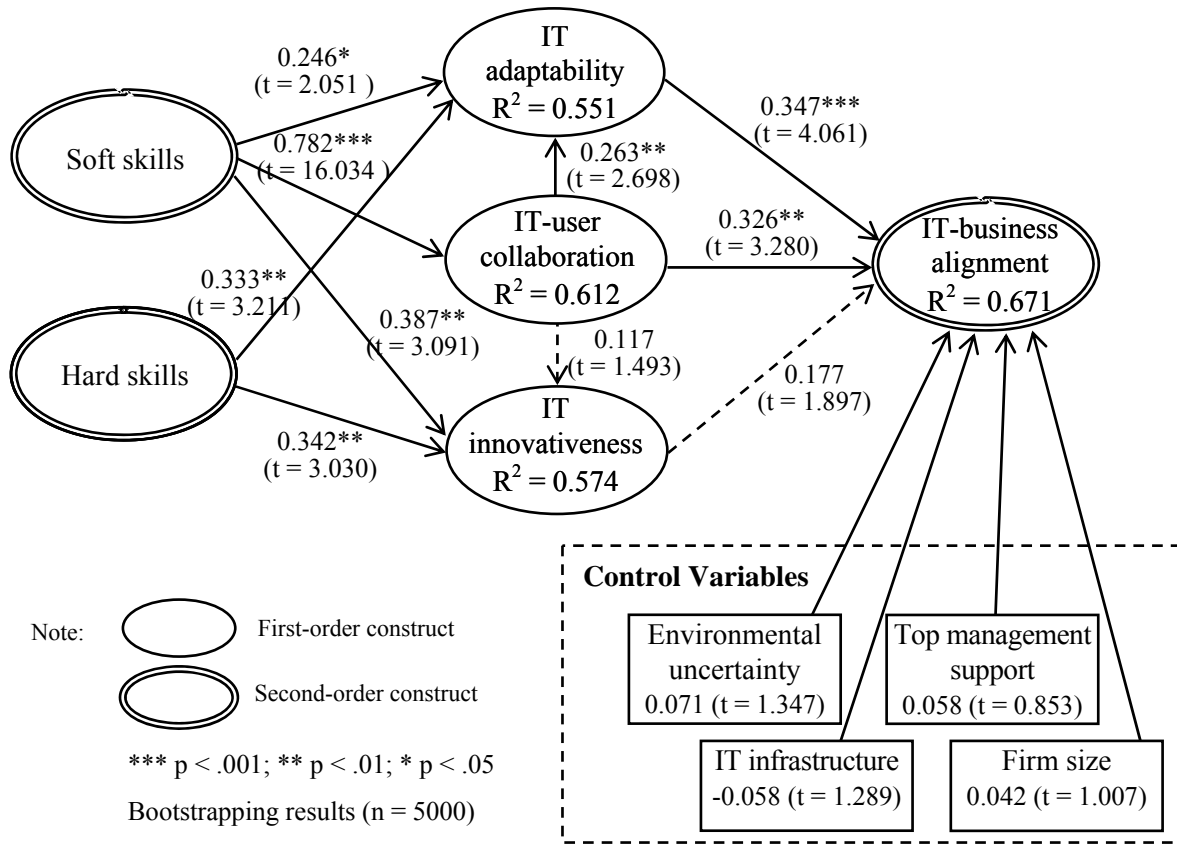 IT
adaptability
R² = 0.551
0.246*
(t = 2.051 )
0.347***
(t = 4.061)
Soft skills
0.782***
(t = 16.034 )
0.263**
(t = 2.698)
IT-user
collaboration
R² = 0.612
0.326**
(t = 3.280)
IT-business
alignment
R² = 0.671
0.333**
(t = 3.211)
0.387**
(t = 3.091)
0.117
(t = 1.493)
Hard skills
0.177
(t = 1.897)
0.342**
(t = 3.030)
IT
innovativeness
R² = 0.574
Control Variables
Environmental
uncertainty
0.071 (t = 1.347)
Top management
support
0.058 (t = 0.853)
IT infrastructure
-0.058 (t = 1.289)
Firm size
0.042 (t = 1.007)
Note:
First-order construct
Second-order construct
*** p < .001; ** p < .01; * p < .05
Bootstrapping results (n = 5000)